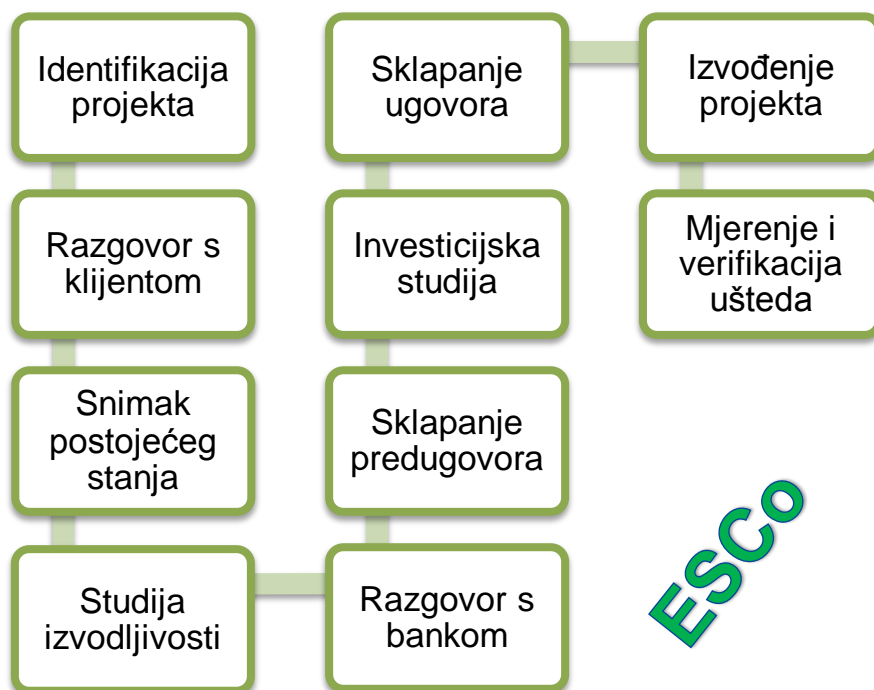 Identifikacija
projekta
Razgovor s
klijentom
Snimak
postojećeg
stanja
Studija
izvodljivosti
Razgovor s
bankom
Sklapanje
predugovora
Investicijska
studija
Sklapanje
ugovora
Izvođenje
projekta
Mjerenje i
verifikacija
ušteda
ESCo